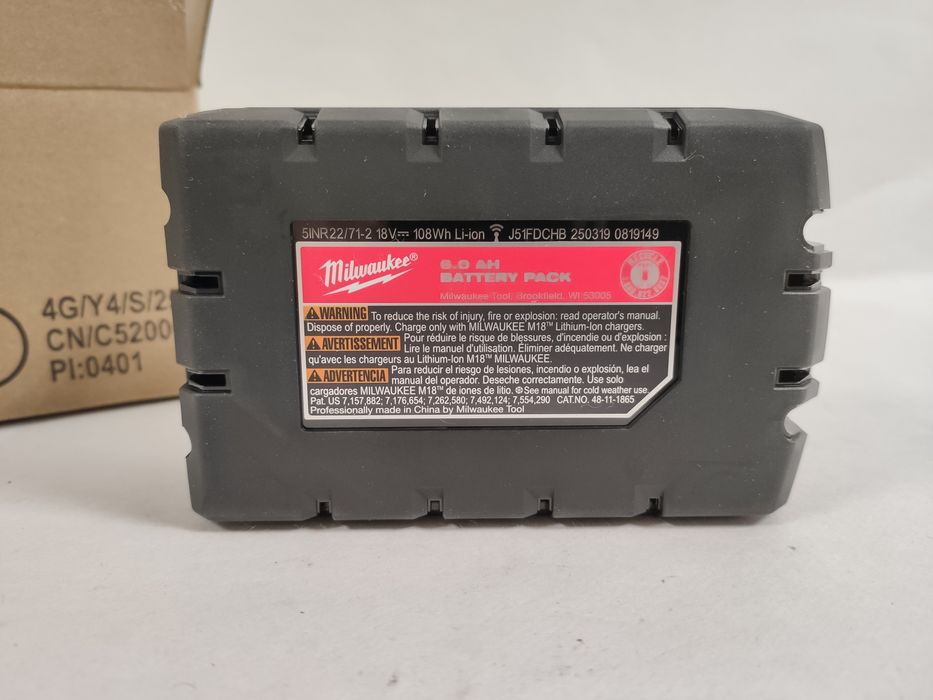 5INR22/71-2 18V⎓ 108Wh Li-ion J51FDCHB 250319 0819149
Milwaukee®
6.0 AH
BATTERY PACK
Milwaukee Tool, Brookfield, WI 53005
WARNING To reduce the risk of injury, fire or explosion: read operator's manual.
Dispose of properly. Charge only with MILWAUKEE M18™ Lithium-Ion chargers.
AVERTISSEMENT Pour réduire le risque de blessures, d'incendie ou d'explosion :
Lire le manuel d'utilisation. Éliminer adéquatement. Ne charger
qu'avec les chargeurs au Lithium-Ion M18™ MILWAUKEE.
ADVERTENCIA Para reducir el riesgo de lesiones, incendio o explosión, lea el
manual del operador. Deseche correctamente. Use solo
cargadores MILWAUKEE M18™ de iones de litio. See manual for cold weather use.
Pat. US 7,157,882; 7,176,654; 7,262,580; 7,492,124; 7,554,290 CAT.NO. 48-11-1865
Professionally made in China by Milwaukee Tool
4G/Y4/S/2
CN/C5200
PI:0401